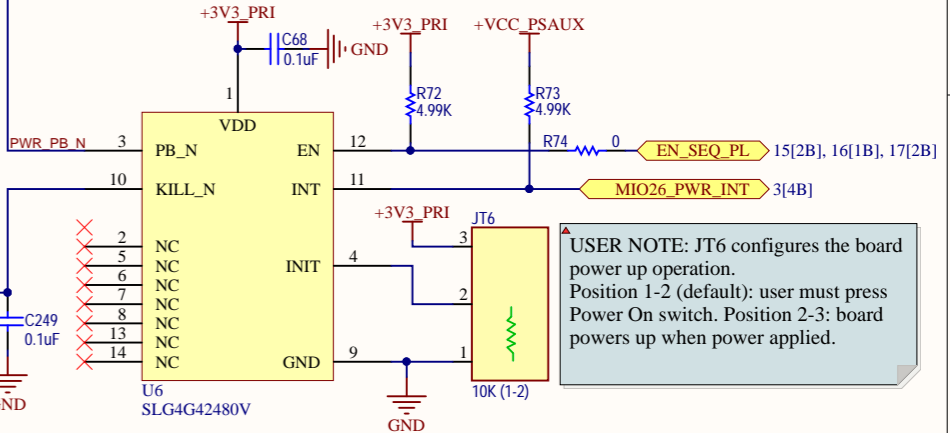 +3V3_PRI
+3V3_PRI
+VCC_PSAUX
C68
0.1uF
GND
1
R72
4.99K
R73
4.99K
VDD
PWR_PB_N
3
PB_N
EN
12
R74
0
EN_SEQ_PL
15[2B], 16[1B], 17[2B]
10
KILL_N
INT
11
MIO26_PWR_INT
3[4B]
+3V3_PRI
JT6
3
2
NC
5
NC
INIT
4
6
NC
7
NC
2
8
NC
13
NC
14
NC
GND
9
1
USER NOTE: JT6 configures the board
power up operation.
Position 1-2 (default): user must press
Power On switch. Position 2-3: board
powers up when power applied.
C249
0.1uF
U6
SLG4G42480V
10K (1-2)
GND
ND